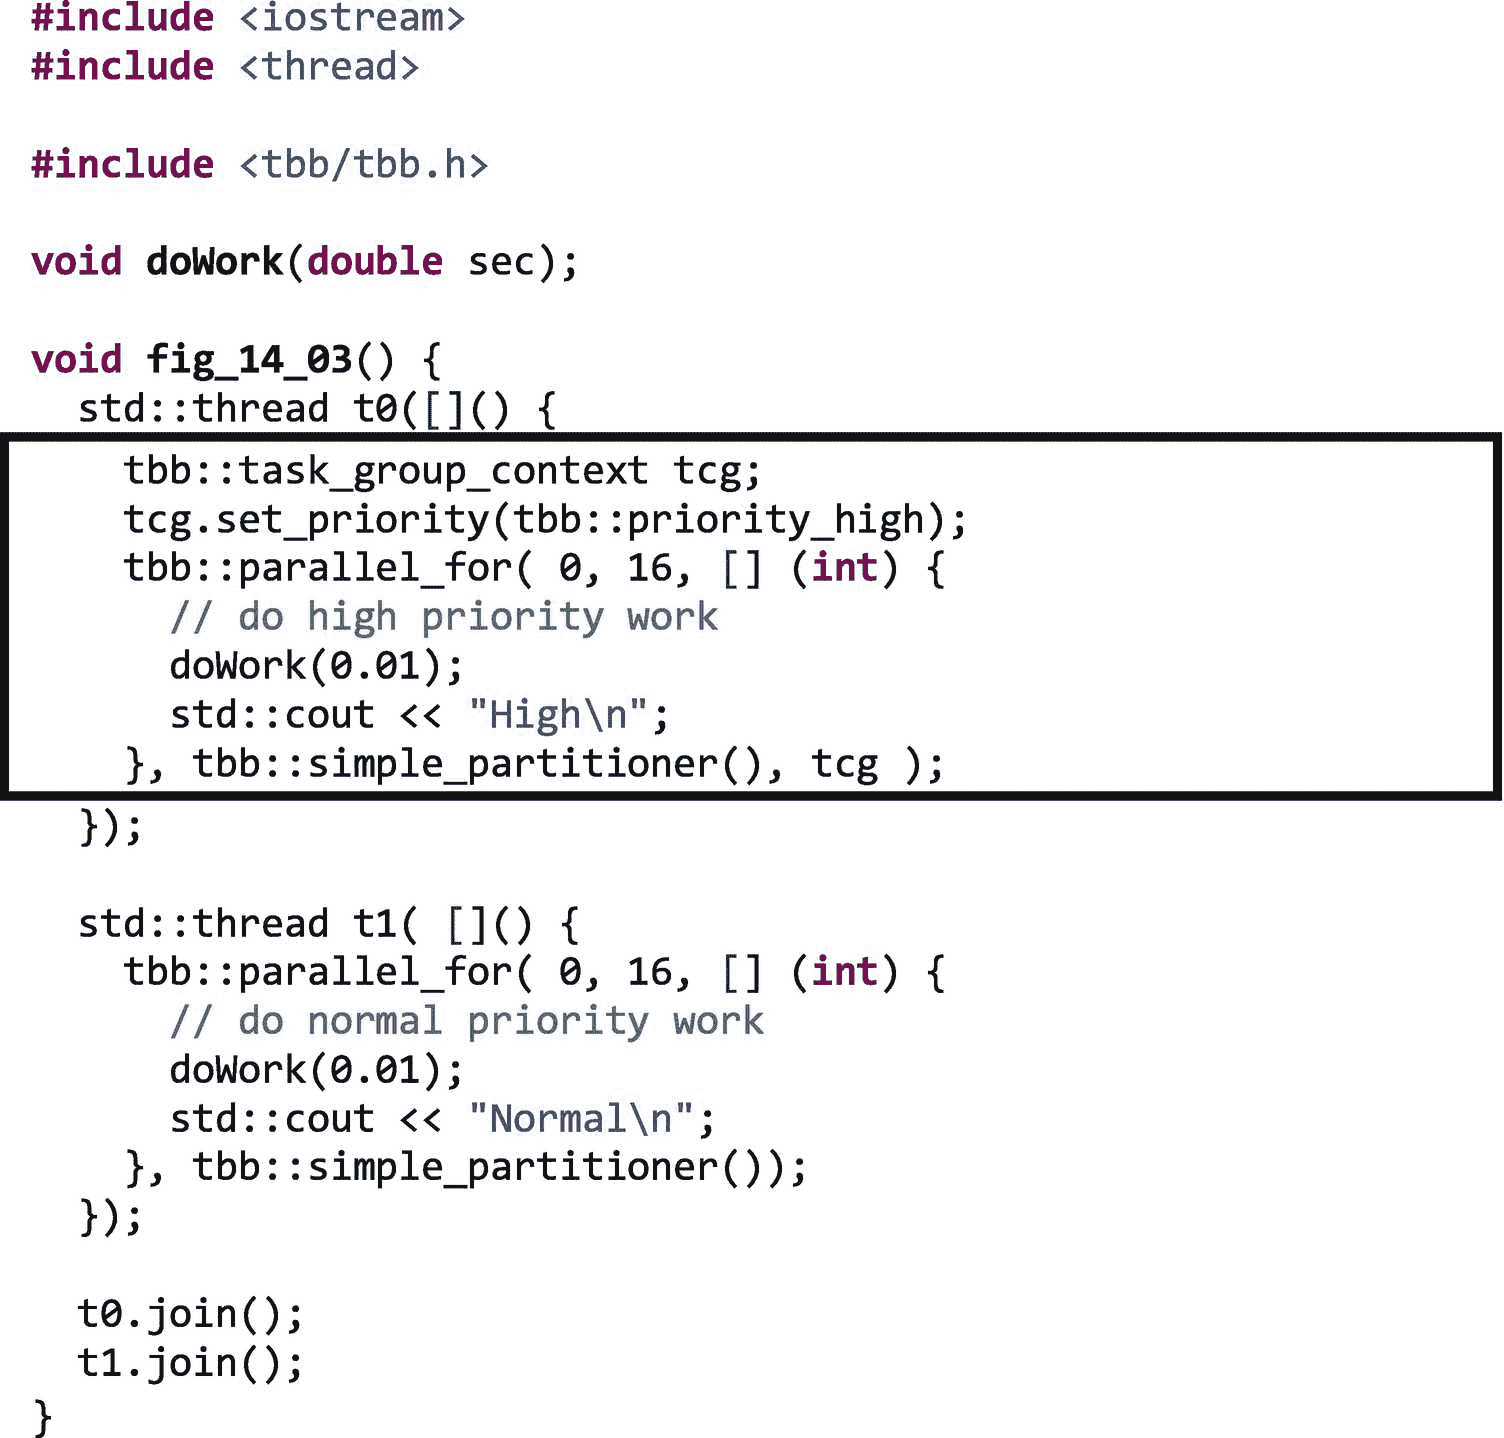 #include <iostream>
#include <thread>
#include <tbb/tbb.h>
void doWork(double sec);
void fig_14_03() {
  std::thread t0([]() {
    tbb::task_group_context tcg;
    tcg.set_priority(tbb::priority_high);
    tbb::parallel_for( 0, 16, [] (int) {
      // do high priority work
      doWork(0.01);
      std::cout << "High\n";
    }, tbb::simple_partitioner(), tcg );
  });
  std::thread t1( []() {
    tbb::parallel_for( 0, 16, [] (int) {
      // do normal priority work
      doWork(0.01);
      std::cout << "Normal\n";
    }, tbb::simple_partitioner());
  });
  t0.join();
  t1.join();
}